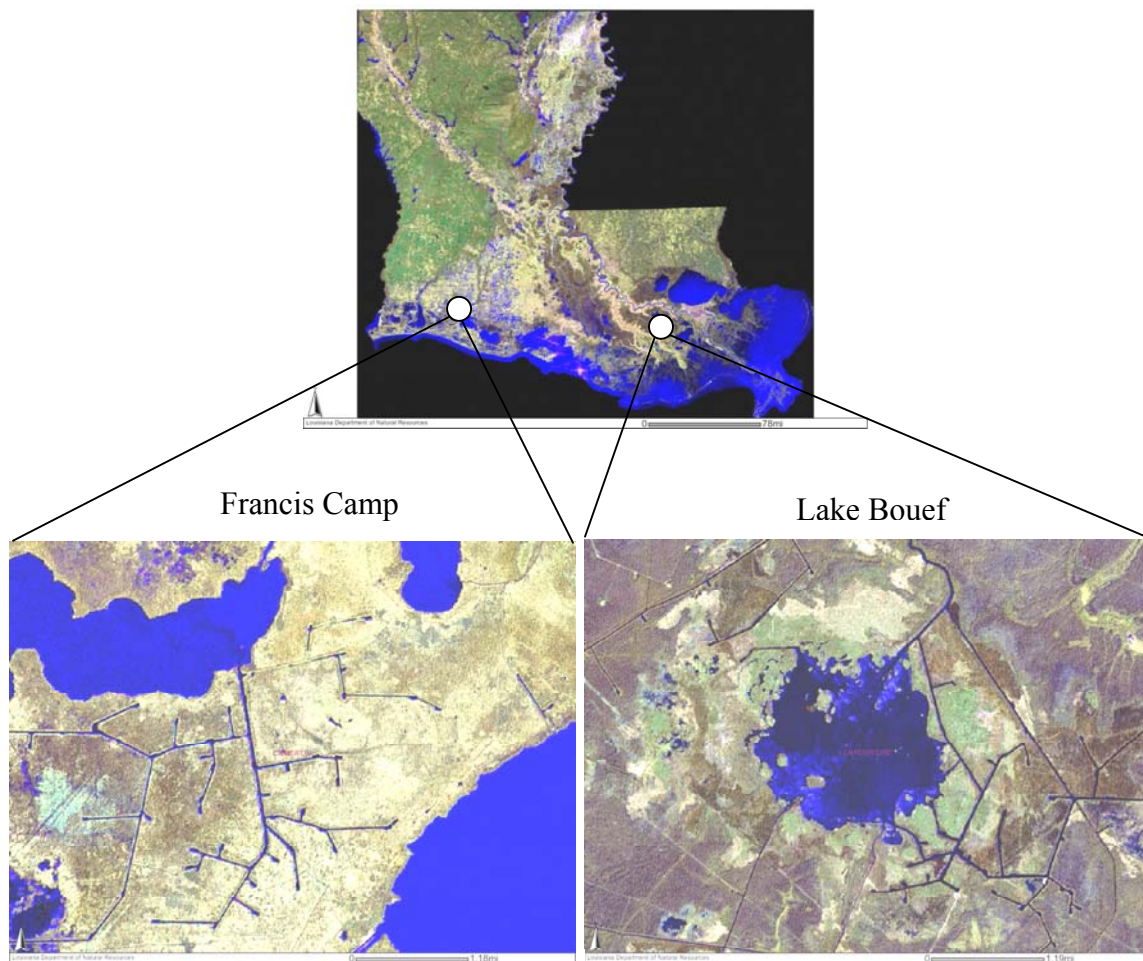 Louisiana Department of Natural Resources
0 78mi
Francis Camp
Lake Bouef
Louisiana Department of Natural Resources
0 1.18mi
Louisiana Department of Natural Resources
0 1.19mi